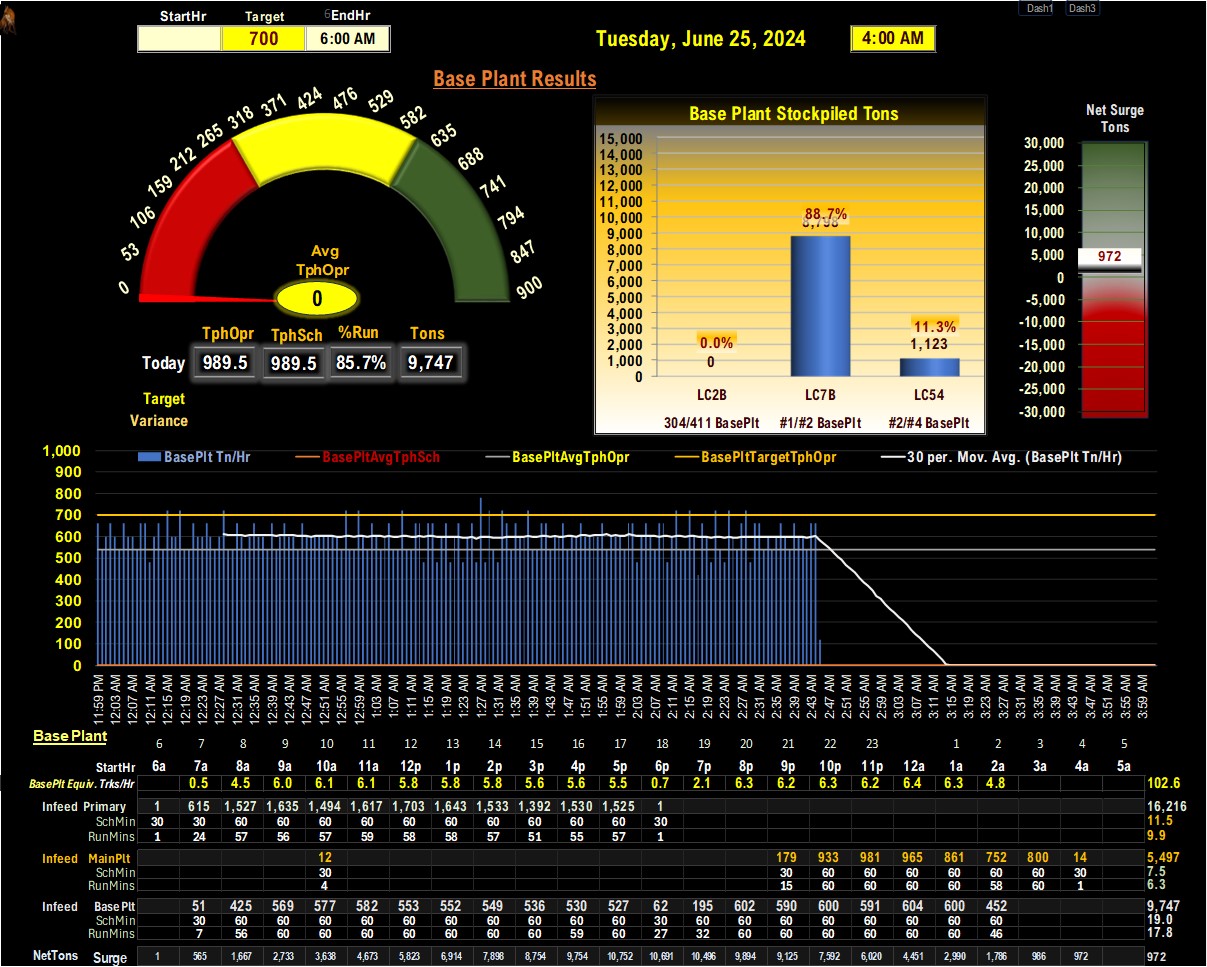 StartHr Target 6 EndHr Dash1 Dash3
700 6:00 AM Tuesday, June 25, 2024 4:00 AM
Base Plant Results
0 53 106 159 212 265 318 371 424 476 529 582 635 688 741 794 847 900
Avg
TphOpr
0
TphOpr TphSch %Run Tons
Today 989.5 989.5 85.7% 9,747
Target
Variance
Base Plant Stockpiled Tons
15,000
14,000
13,000
12,000
11,000
10,000
9,000
8,000
7,000
6,000
5,000
4,000
3,000
2,000
1,000
0
0.0%
0
88.7%
8,798
11.3%
1,123
LC2B LC7B LC54
304/411 BasePlt #1/#2 BasePlt #2/#4 BasePlt
Net Surge
Tons
30,000
25,000
20,000
15,000
10,000
5,000
0
-5,000
-10,000
-15,000
-20,000
-25,000
-30,000
972
BasePlt Tn/Hr BasePltAvgTphSch BasePltAvgTphOpr BasePltTargetTphOpr 30 per. Mov. Avg. (BasePlt Tn/Hr)
1,000
900
800
700
600
500
400
300
200
100
0
11:59 PM 12:03 AM 12:07 AM 12:11 AM 12:15 AM 12:19 AM 12:23 AM 12:27 AM 12:31 AM 12:35 AM 12:39 AM 12:43 AM 12:47 AM 12:51 AM 12:55 AM 12:59 AM 1:03 AM 1:07 AM 1:11 AM 1:15 AM 1:19 AM 1:23 AM 1:27 AM 1:31 AM 1:35 AM 1:39 AM 1:43 AM 1:47 AM 1:51 AM 1:55 AM 1:59 AM 2:03 AM 2:07 AM 2:11 AM 2:15 AM 2:19 AM 2:23 AM 2:27 AM 2:31 AM 2:35 AM 2:39 AM 2:43 AM 2:47 AM 2:51 AM 2:55 AM 2:59 AM 3:03 AM 3:07 AM 3:11 AM 3:15 AM 3:19 AM 3:23 AM 3:27 AM 3:31 AM 3:35 AM 3:39 AM 3:43 AM 3:47 AM 3:51 AM 3:55 AM 3:59 AM
Base Plant
6 7 8 9 10 11 12 13 14 15 16 17 18 19 20 21 22 23 1 2 3 4 5
StartHr 6a 7a 8a 9a 10a 11a 12p 1p 2p 3p 4p 5p 6p 7p 8p 9p 10p 11p 12a 1a 2a 3a 4a 5a
BasePlt Equiv. Trks/Hr 0.5 4.5 6.0 6.1 6.1 5.8 5.8 5.8 5.6 5.6 5.5 0.7 2.1 6.3 6.2 6.3 6.2 6.4 6.3 4.8 102.6
Infeed Primary 1 615 1,527 1,635 1,494 1,617 1,703 1,643 1,533 1,392 1,530 1,525 1 16,216
SchMin 30 30 60 60 60 60 60 60 60 60 60 60 30 11.5
RunMins 1 24 57 56 57 59 58 58 57 51 55 57 1 9.9
Infeed MainPlt 12 179 933 981 965 861 752 800 14 5,497
SchMin 30 30 60 60 60 60 60 60 30 7.5
RunMins 4 15 60 60 60 60 58 60 1 6.3
Infeed BasePlt 51 425 569 577 582 553 552 549 536 530 527 62 195 602 590 600 591 604 600 452 9,747
SchMin 30 60 60 60 60 60 60 60 60 60 60 30 60 60 60 60 60 60 60 60 19.0
RunMins 7 56 60 60 60 60 60 60 60 59 60 27 32 60 60 60 60 60 60 46 17.8
NetTons Surge 1 565 1,667 2,733 3,638 4,673 5,823 6,914 7,898 8,754 9,754 10,752 10,691 10,496 9,894 9,125 7,592 6,020 4,451 2,990 1,786 986 972 972